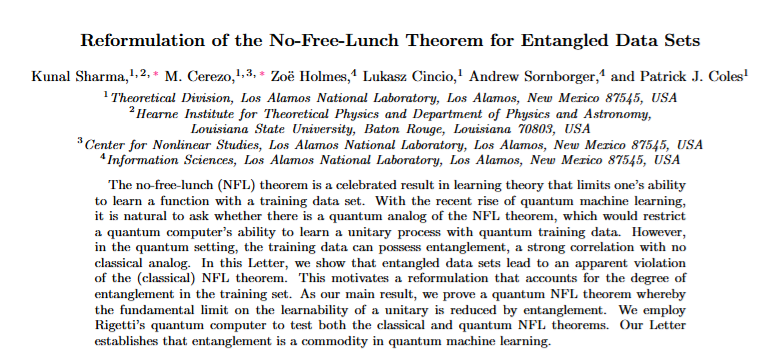 Reformulation of the No-Free-Lunch Theorem for Entangled Data Sets
Kunal Sharma,1, 2, * M. Cerezo,1, 3, * Zoë Holmes,4 Lukasz Cincio,1 Andrew Sornborger,4 and Patrick J. Coles1
1 Theoretical Division, Los Alamos National Laboratory, Los Alamos, New Mexico 87545, USA
2 Hearne Institute for Theoretical Physics and Department of Physics and Astronomy,
Louisiana State University, Baton Rouge, Louisiana 70803, USA
3 Center for Nonlinear Studies, Los Alamos National Laboratory, Los Alamos, New Mexico 87545, USA
4 Information Sciences, Los Alamos National Laboratory, Los Alamos, New Mexico 87545, USA
The no-free-lunch (NFL) theorem is a celebrated result in learning theory that limits one's ability
to learn a function with a training data set. With the recent rise of quantum machine learning,
it is natural to ask whether there is a quantum analog of the NFL theorem, which would restrict
a quantum computer's ability to learn a unitary process with quantum training data. However,
in the quantum setting, the training data can possess entanglement, a strong correlation with no
classical analog. In this Letter, we show that entangled data sets lead to an apparent violation
of the (classical) NFL theorem. This motivates a reformulation that accounts for the degree of
entanglement in the training set. As our main result, we prove a quantum NFL theorem whereby
the fundamental limit on the learnability of a unitary is reduced by entanglement. We employ
Rigetti's quantum computer to test both the classical and quantum NFL theorems. Our Letter
establishes that entanglement is a commodity in quantum machine learning.